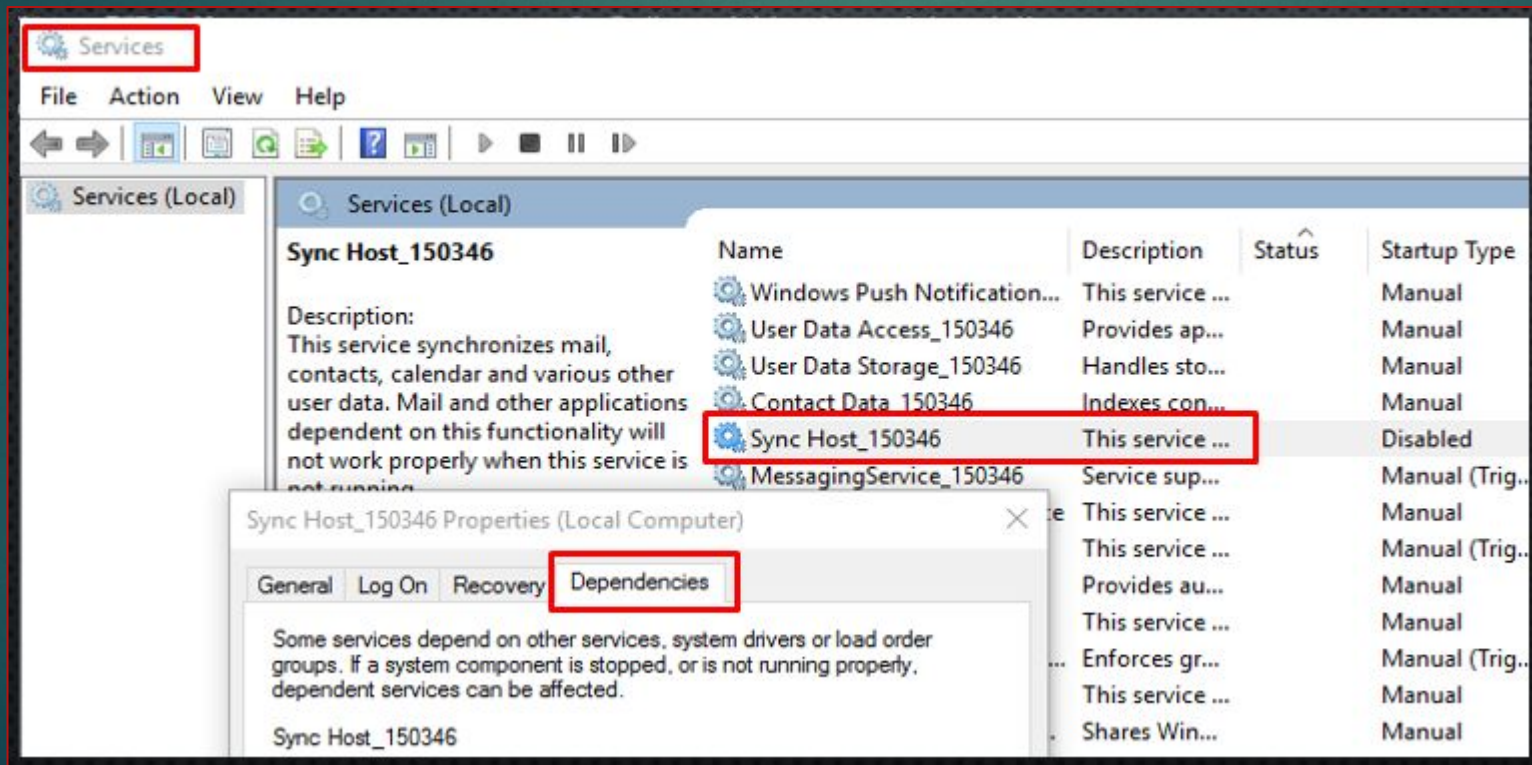 Services
File Action View Help
Services (Local)
Services (Local)
Sync Host_150346
Description:
This service synchronizes mail,
contacts, calendar and various other
user data. Mail and other applications
dependent on this functionality will
not work properly when this service is
not running.
Name Description Status Startup Type
Windows Push Notification... This service ... Manual
User Data Access_150346 Provides ap... Manual
User Data Storage_150346 Handles sto... Manual
Contact Data_150346 Indexes con... Manual
Sync Host_150346 This service ... Disabled
MessagingService_150346 Service sup... Manual (Trig...
This service ... Manual
This service ... Manual (Trig...
Provides au... Manual
This service ... Manual
Enforces gr... Manual (Trig...
This service ... Manual
Shares Win... Manual
Sync Host_150346 Properties (Local Computer)
General Log On Recovery Dependencies
Some services depend on other services, system drivers or load order
groups. If a system component is stopped, or is not running properly,
dependent services can be affected.
Sync Host_150346